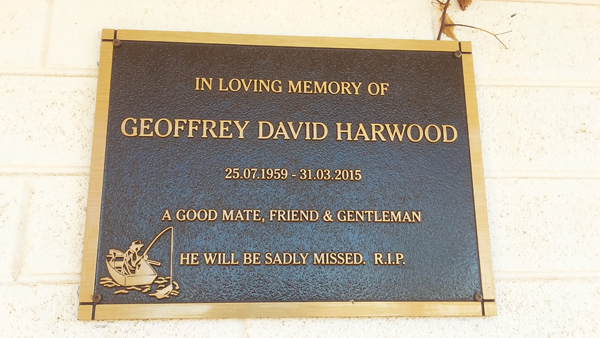 IN LOVING MEMORY OF
GEOFFREY DAVID HARWOOD
25.07.1959 - 31.03.2015
A GOOD MATE, FRIEND & GENTLEMAN
HE WILL BE SADLY MISSED. R.I.P.